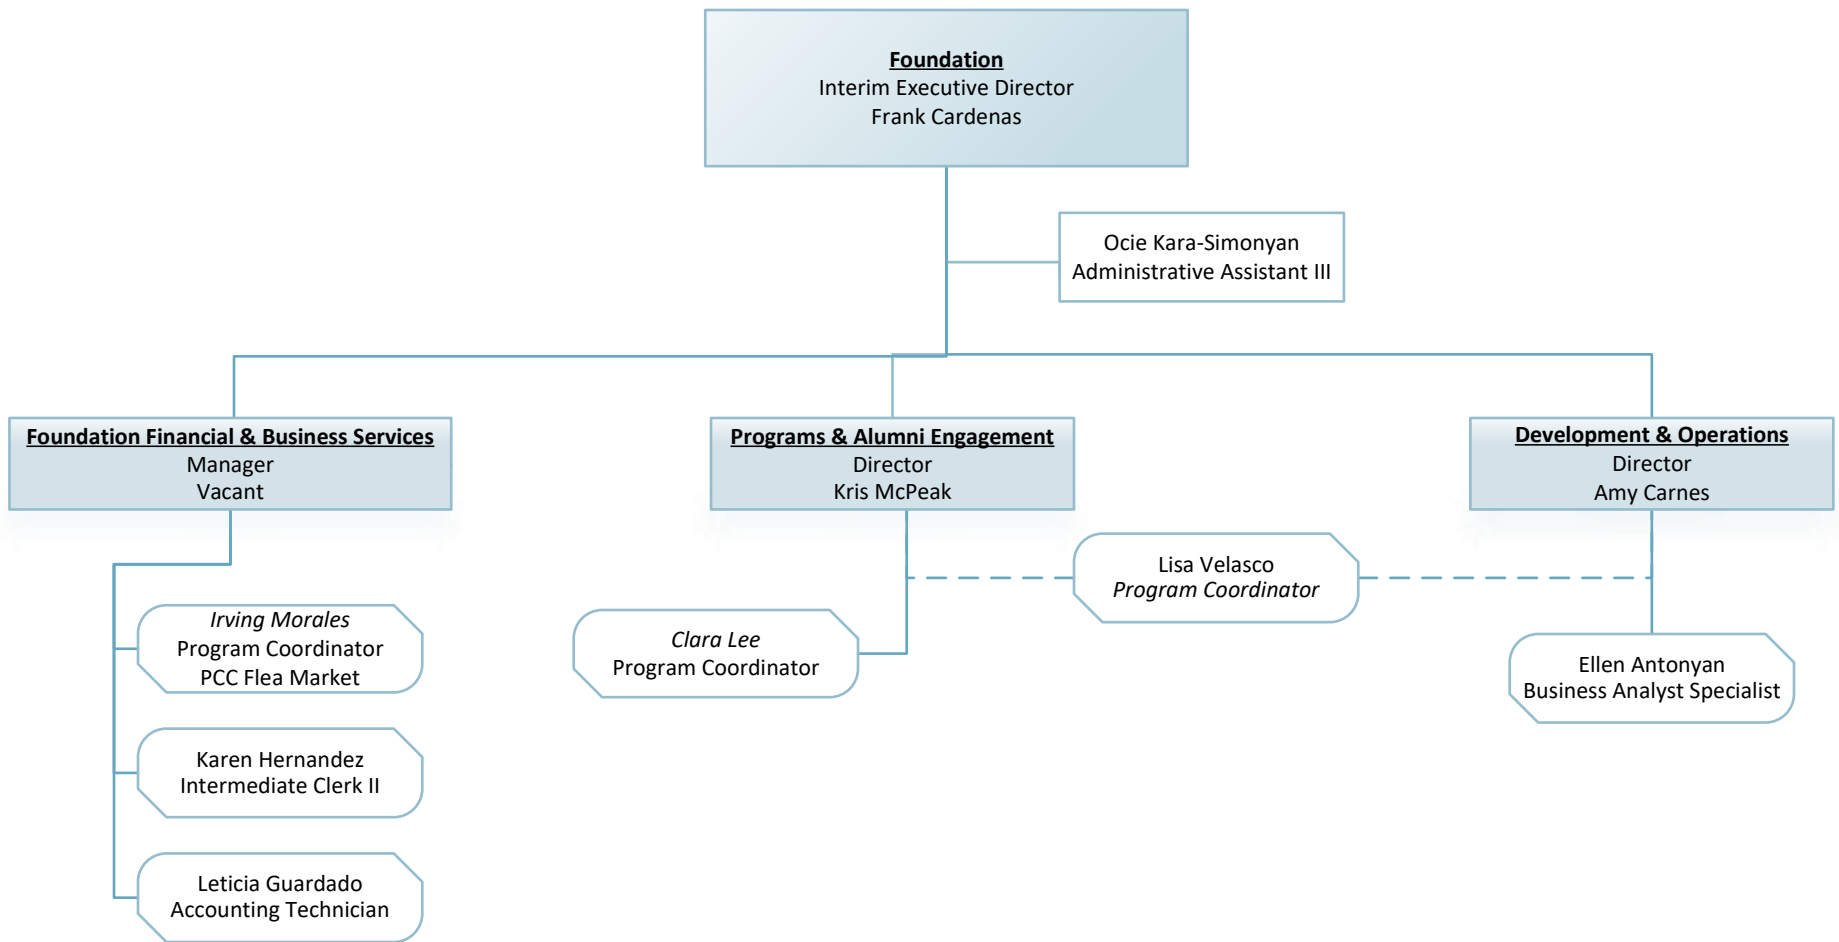 Foundation
Interim Executive Director
Frank Cardenas
Ocie Kara-Simonyan
Administrative Assistant III
Foundation Financial & Business Services
Manager
Vacant
Programs & Alumni Engagement
Director
Kris McPeak
Development & Operations
Director
Amy Carnes
Irving Morales
Program Coordinator
PCC Flea Market
Karen Hernandez
Intermediate Clerk II
Leticia Guardado
Accounting Technician
Clara Lee
Program Coordinator
Lisa Velasco
Program Coordinator
Ellen Antonyan
Business Analyst Specialist